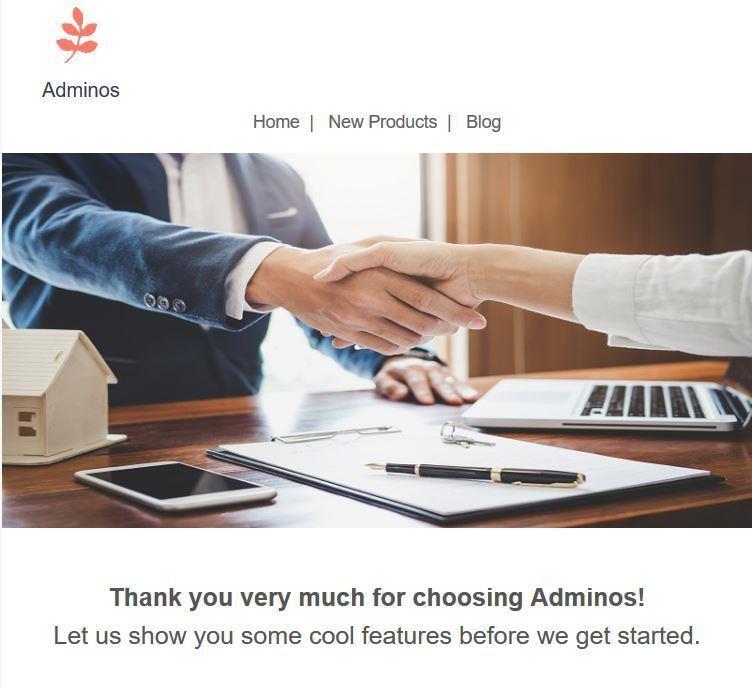 Adminos
Home | New Products | Blog
Thank you very much for choosing Adminos!
Let us show you some cool features before we get started.